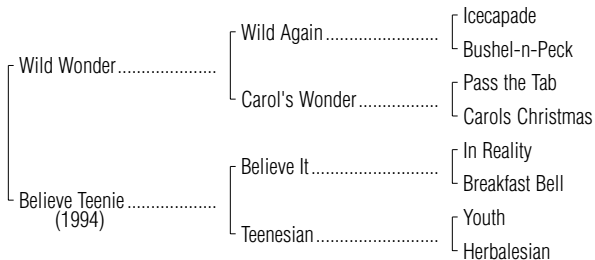 Icecapade
Wild Again
Bushel-n-Peck
Wild Wonder
Pass the Tab
Carol's Wonder
Carols Christmas
In Reality
Believe It
Breakfast Bell
Believe Teenie
(1994)
Youth
Teenesian
Herbalesian